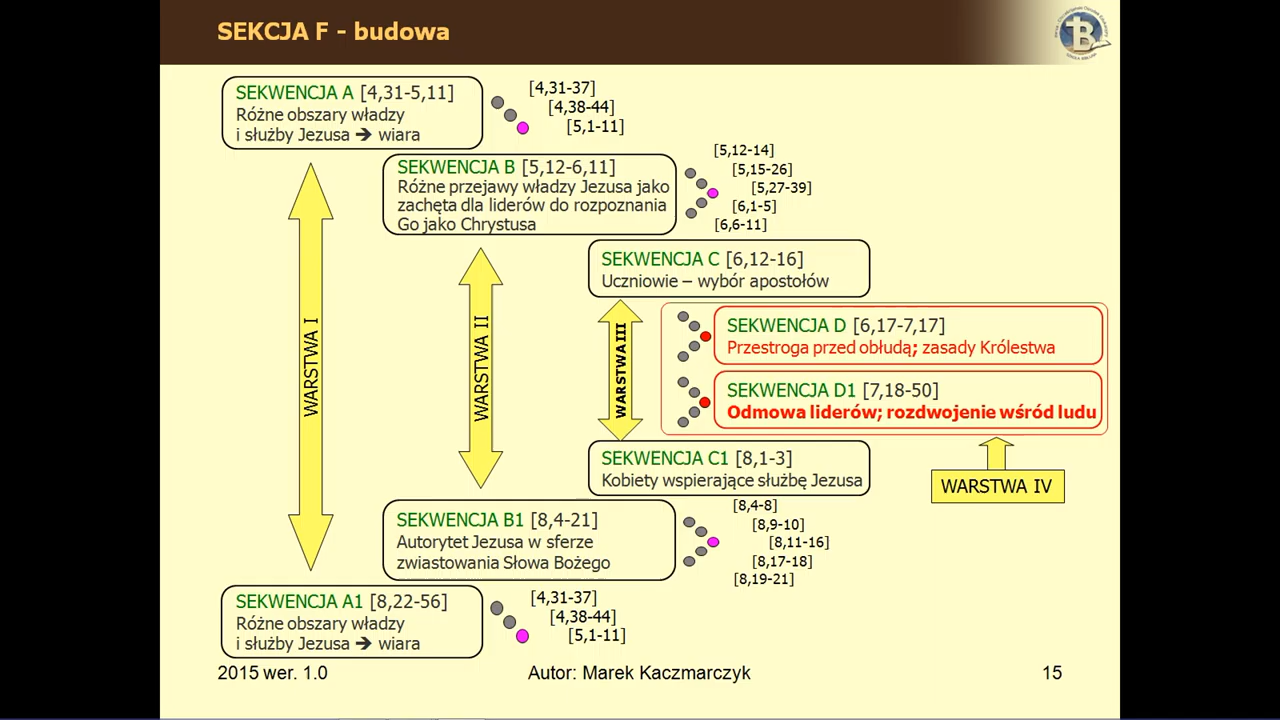 SEKCJA F - budowa
SEKWENCJA A [4,31-5,11]
Różne obszary władzy
i służby Jezusa ➔ wiara
[4,31-37]
[4,38-44]
[5,1-11]
SEKWENCJA B [5,12-6,11]
Różne przejawy władzy Jezusa jako
zachęta dla liderów do rozpoznania
Go jako Chrystusa
[5,12-14]
[5,15-26]
[5,27-39]
[6,1-5]
[6,6-11]
SEKWENCJA C [6,12-16]
Uczniowie – wybór apostołów
SEKWENCJA D [6,17-7,17]
Przestroga przed obłudą; zasady Królestwa
SEKWENCJA D1 [7,18-50]
Odmowa liderów; rozdwojenie wśród ludu
WARSTWA I
WARSTWA II
WARSTWA III
WARSTWA IV
SEKWENCJA C1 [8,1-3]
Kobiety wspierające służbę Jezusa
SEKWENCJA B1 [8,4-21]
Autorytet Jezusa w sferze
zwiastowania Słowa Bożego
[8,4-8]
[8,9-10]
[8,11-16]
[8,17-18]
[8,19-21]
SEKWENCJA A1 [8,22-56]
Różne obszary władzy
i służby Jezusa ➔ wiara
[4,31-37]
[4,38-44]
[5,1-11]
2015 wer. 1.0
Autor: Marek Kaczmarczyk
15